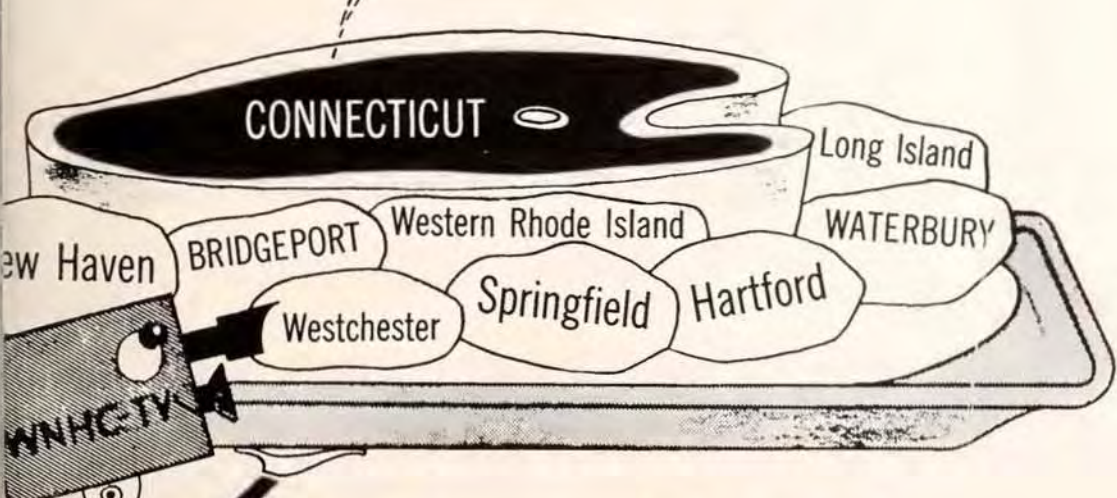 CONNECTICUT
Long Island
ew Haven
BRIDGEPORT
Western Rhode Island
WATERBURY
Westchester
Springfield
Hartford
WNHC-TV